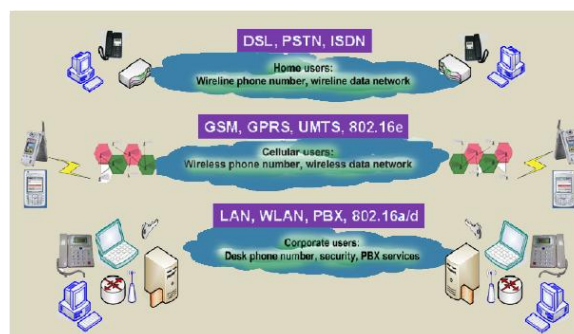 DSL, PSTN, ISDN
Home users:
Wireline phone number, wireline data network
GSM, GPRS, UMTS, 802.16e
Cellular users:
Wireless phone number, wireless data network
LAN, WLAN, PBX, 802.16a/d
Corporate users:
Desk phone number, security, PBX services